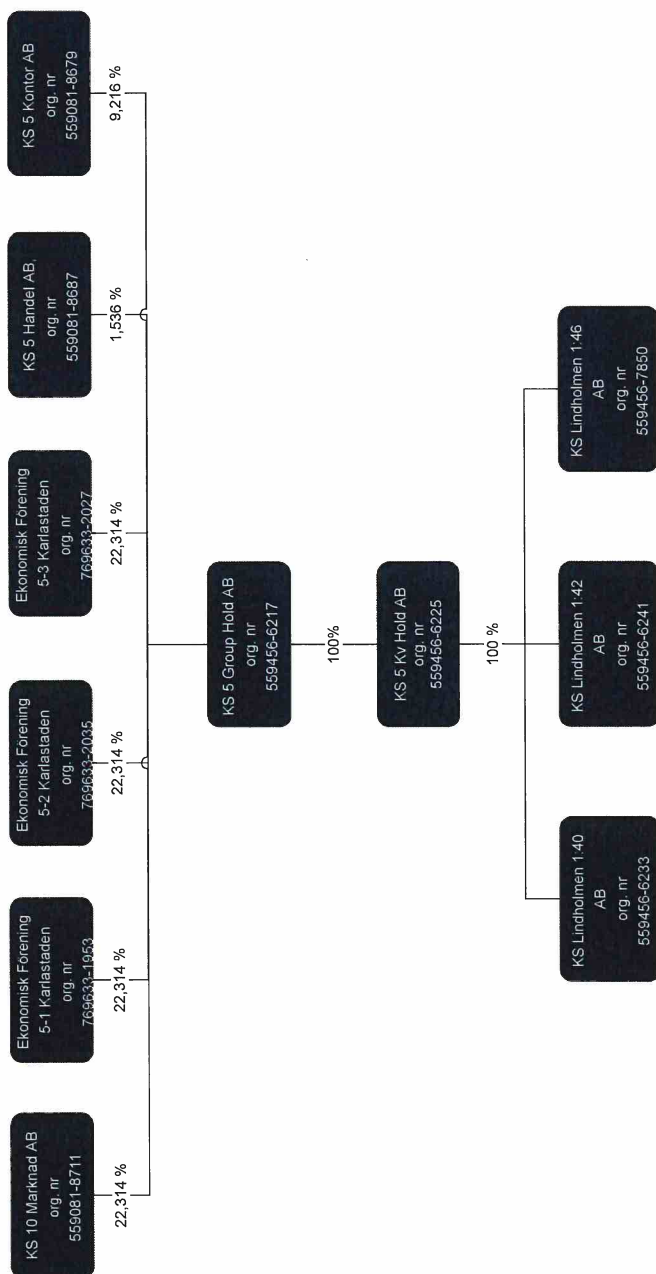 KS 10 Marknad AB
org. nr
559081-8711
22,314 %
Ekonomisk Förening
5-1 Karlastaden
org. nr
769633-1953
22,314 %
Ekonomisk Förening
5-2 Karlastaden
org. nr
769633-2035
22,314 %
Ekonomisk Förening
5-3 Karlastaden
org. nr
769633-2027
22,314 %
KS 5 Handel AB,
org. nr
559081-8687
1,536 %
KS 5 Kontor AB
org. nr
559081-8679
9,216 %
KS 5 Group Hold AB
org. nr
559456-6217
100%
KS 5 Kv Hold AB
org. nr
559456-6225
100 %
KS Lindholmen 1:40
AB
org. nr
559456-6233
KS Lindholmen 1:42
AB
org. nr
559456-6241
KS Lindholmen 1:46
AB
org. nr
559456-7850